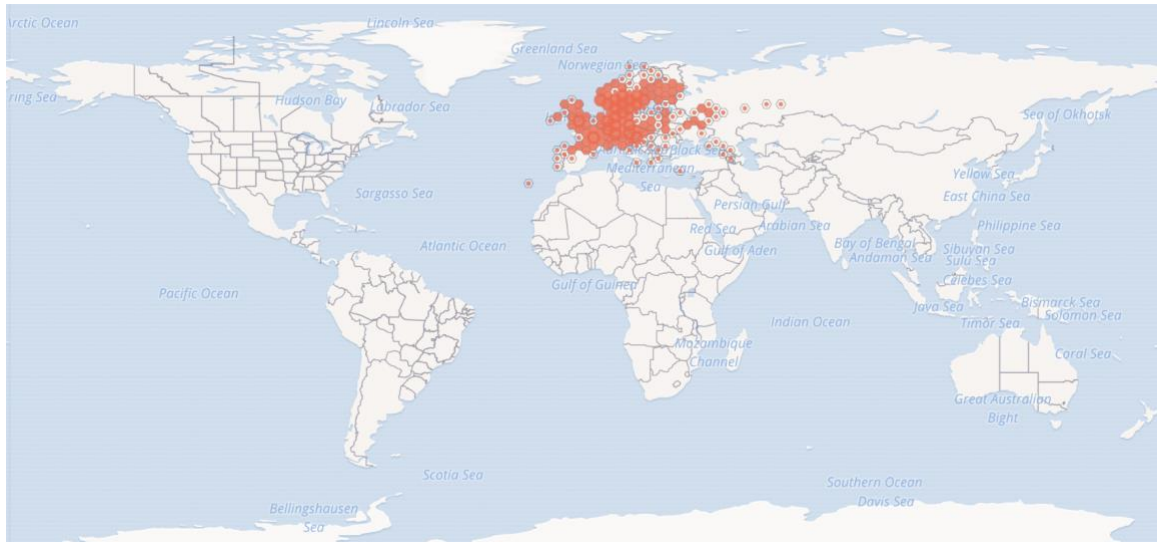 Arctic Ocean
Lincoln Sea
Greenland Sea
Norwegian Sea
ring Sea
Hudson Bay
abrador Sea
Sea of Okhotsk
Black Sea
Mediterranean
Sea
Yellow Sea
East China Sea
Sargasso Sea
Persian Gulf
Red Sea
Arabian Sea
Philippine Sea
Atlantic Ocean
Gulf of Aden
Bay of Bengal
Andaman Sea
Sibuyan Sea
Sulu Sea
Celebes Sea
Gulf of Guinea
Pacific Ocean
Java Sea
Bismarck Sea
Solomon Sea
Timor Sea
Indian Ocean
Mozambique
Channel
Coral Sea
Great Australian
Bight
Scotia Sea
Southern Ocean
Davis Sea
Bellingshausen
Sea